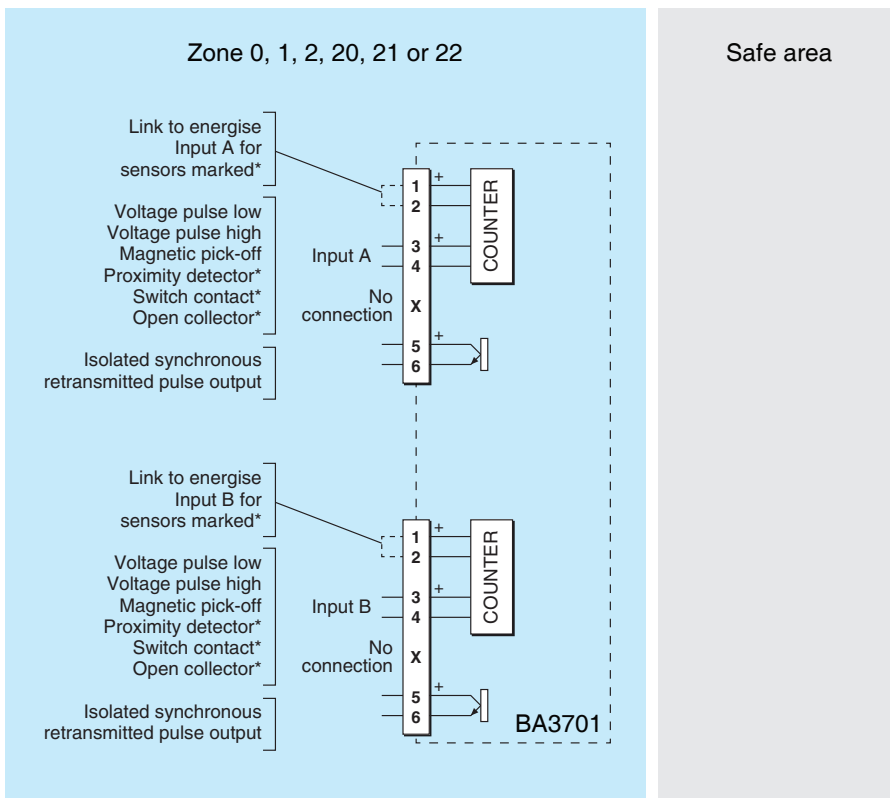 Zone 0, 1, 2, 20, 21 or 22
Safe area
Link to energise
Input A for
sensors marked*
Voltage pulse low
Voltage pulse high
Magnetic pick-off
Proximity detector*
Switch contact*
Open collector*
Input A
No
connection
Isolated synchronous
retransmitted pulse output
1
2
3
4
X
5
6
+
+
+
COUNTER
Link to energise
Input B for
sensors marked*
Voltage pulse low
Voltage pulse high
Magnetic pick-off
Proximity detector*
Switch contact*
Open collector*
Input B
No
connection
Isolated synchronous
retransmitted pulse output
1
2
3
4
X
5
6
+
+
+
COUNTER
BA3701